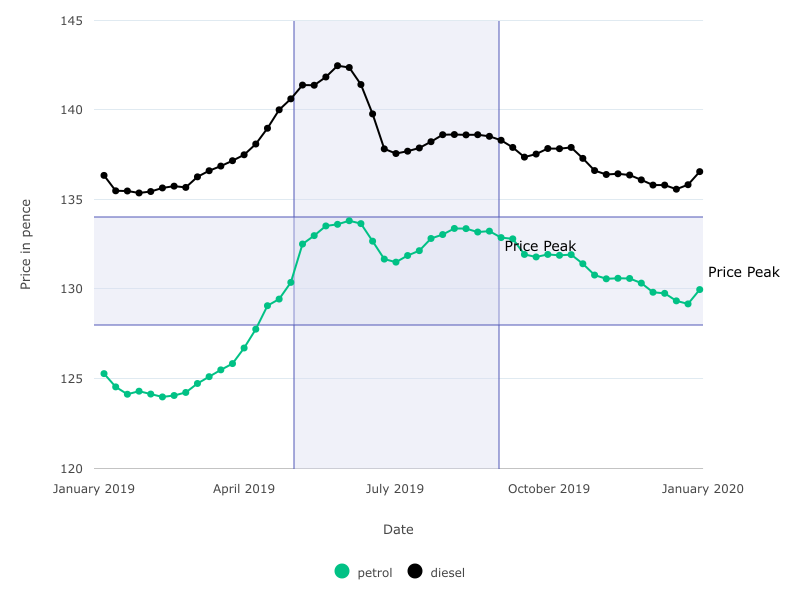 145
140
135
130
125
120
Price in pence
Price Peak
Price Peak
January 2019
April 2019
July 2019
October 2019
January 2020
Date
petrol
diesel